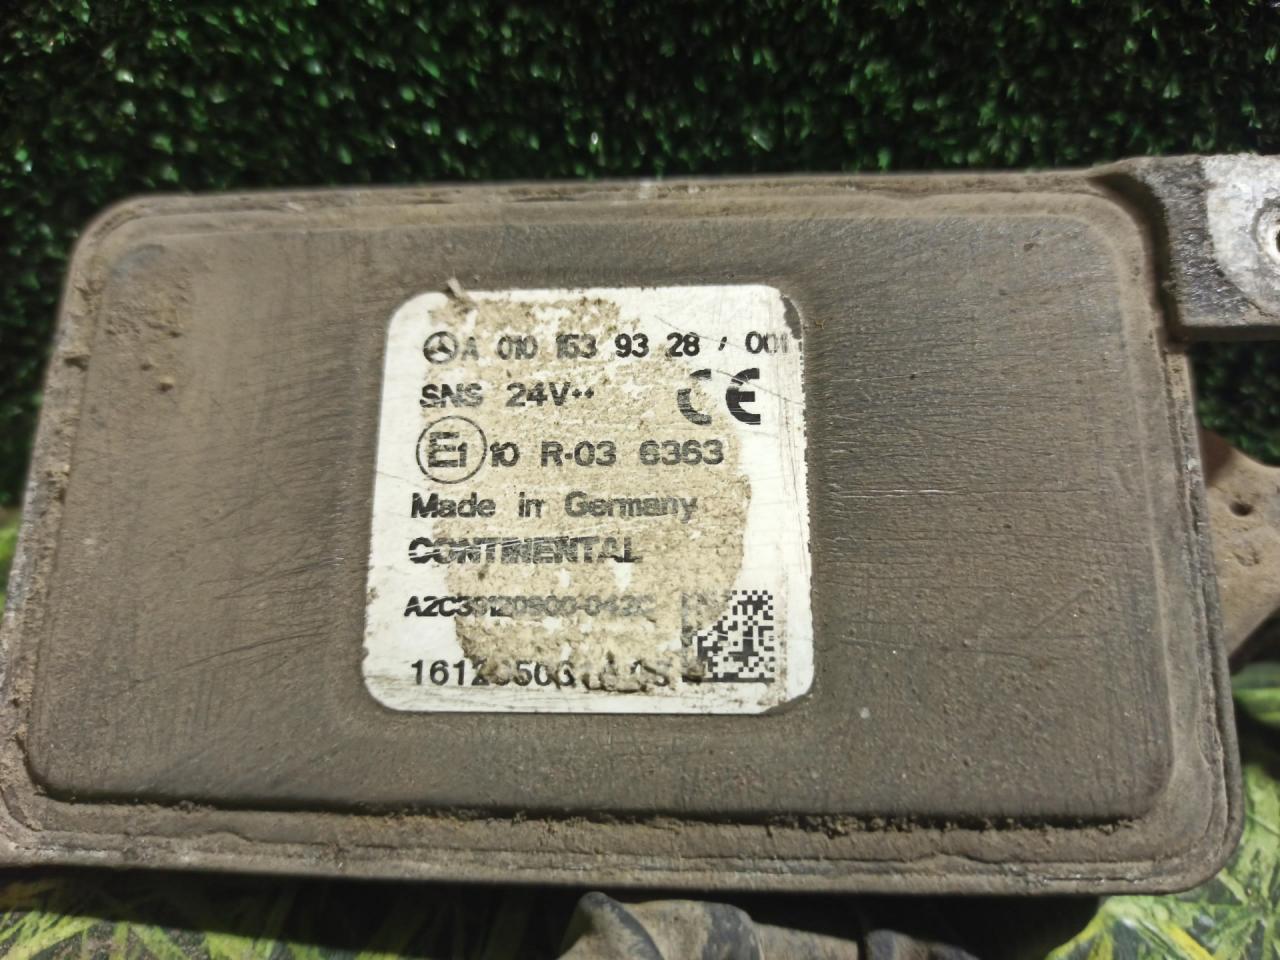 A 010 153 93 28 / 001
SNS 24V
CE
E1 10 R-03 6363
Made in Germany
CONTINENTAL